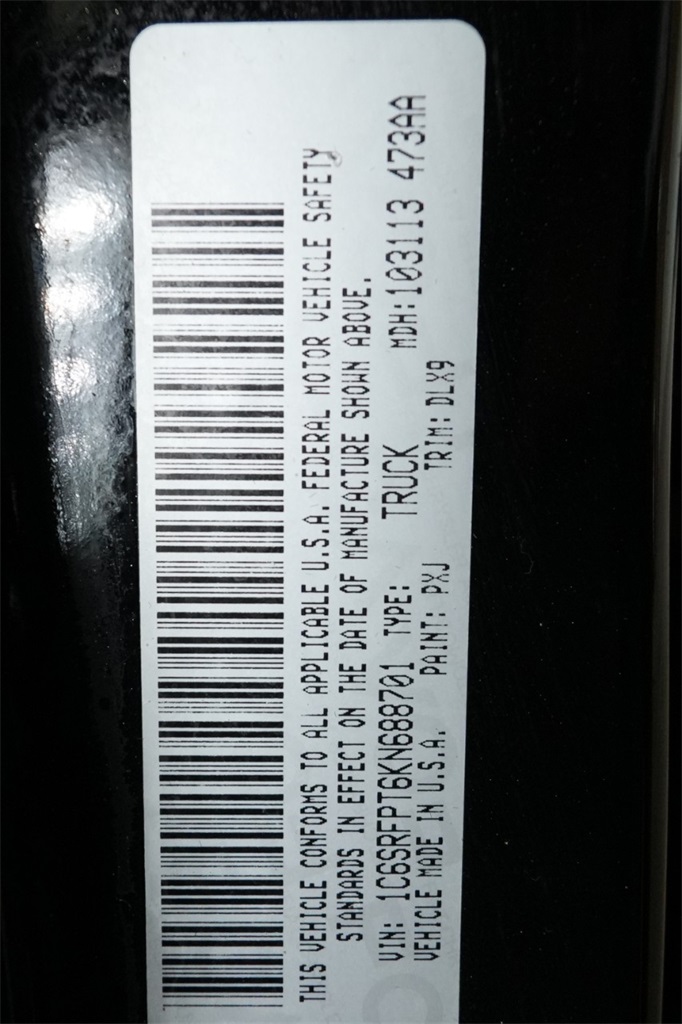 THIS VEHICLE CONFORMS TO ALL APPLICABLE U.S.A. FEDERAL MOTOR VEHICLE SAFETY
STANDARDS IN EFFECT ON THE DATE OF MANUFACTURE SHOWN ABOVE.
VIN: 1C6SRFPT6KN688701 TYPE: TRUCK MDH:103113 473AA
VEHICLE MADE IN U.S.A. PAINT: PXJ TRIM: DLX9